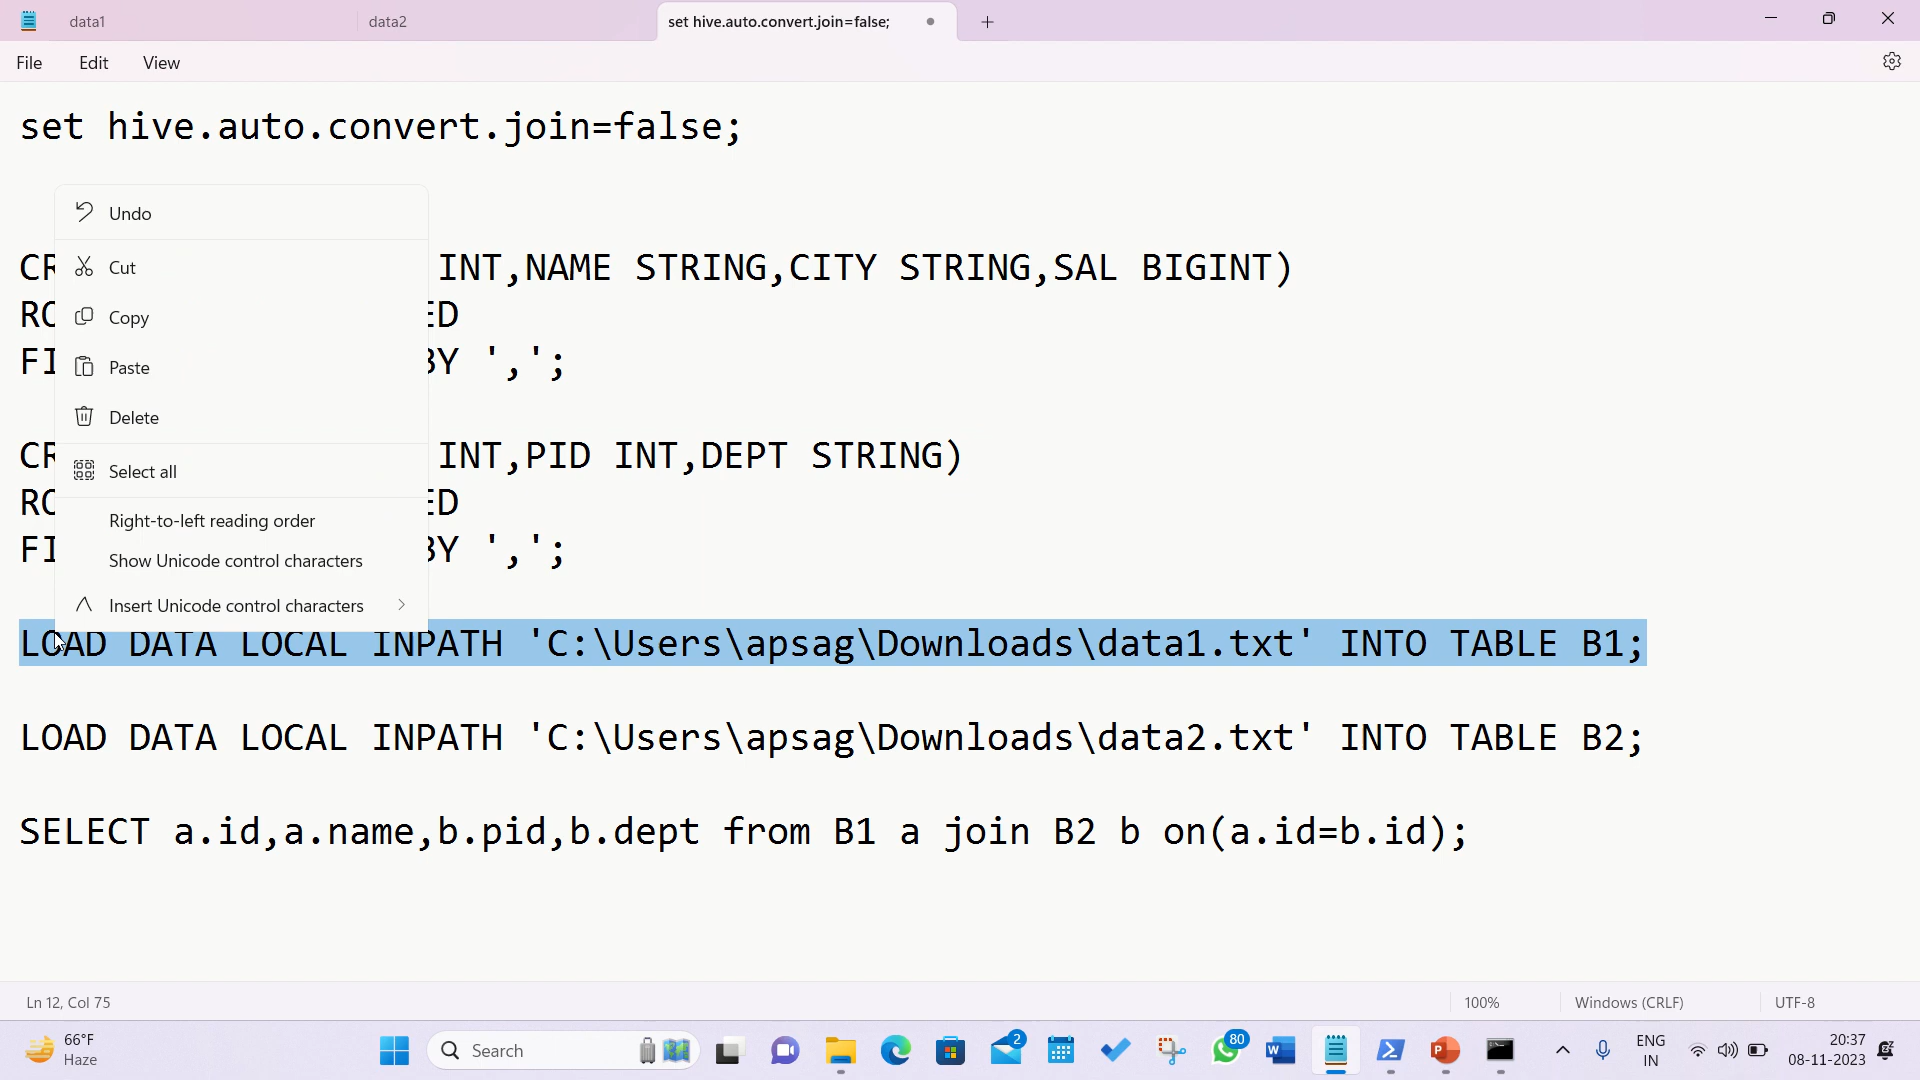 data1
data2
set hive.auto.convert.join=false;
File
Edit
View
set hive.auto.convert.join=false;
Undo
CR INT,NAME STRING,CITY STRING,SAL BIGINT)
Cut
RO ED
Copy
FI BY ',';
Paste
Delete
CR INT,PID INT,DEPT STRING)
Select all
RO ED
Right-to-left reading order
FI BY ',';
Show Unicode control characters
Insert Unicode control characters
LOAD DATA LOCAL INPATH 'C:\Users\apsag\Downloads\data1.txt' INTO TABLE B1;
LOAD DATA LOCAL INPATH 'C:\Users\apsag\Downloads\data2.txt' INTO TABLE B2;
SELECT a.id,a.name,b.pid,b.dept from B1 a join B2 b on(a.id=b.id);
Ln 12, Col 75
100%
Windows (CRLF)
UTF-8
66°F
Haze
Search
2
80
ENG
IN
20:37
08-11-2023